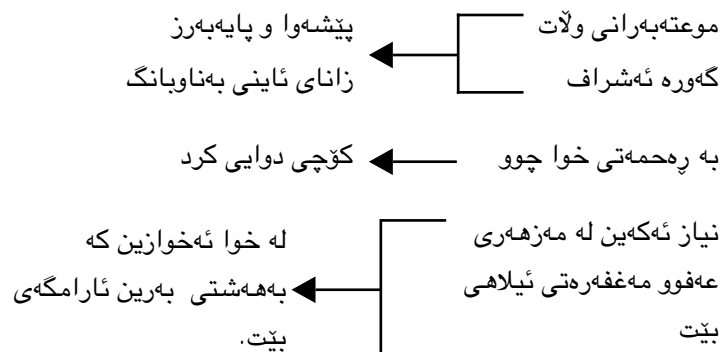 موعتەبەرانی وڵات
گەورە ئەشراف
پێشەوا و پایەبەرز
زانای ئاینی بەناوبانگ
بە ڕەحمەتی خوا چوو
کۆچی دوایی کرد
نیاز ئەکەین لە مەزهەری
عەفوو مەغفەرەتی ئیلاهی
بێت
لە خوا ئەخوازین کە
بەهەشتی بەرین ئارامگەی
بێت.